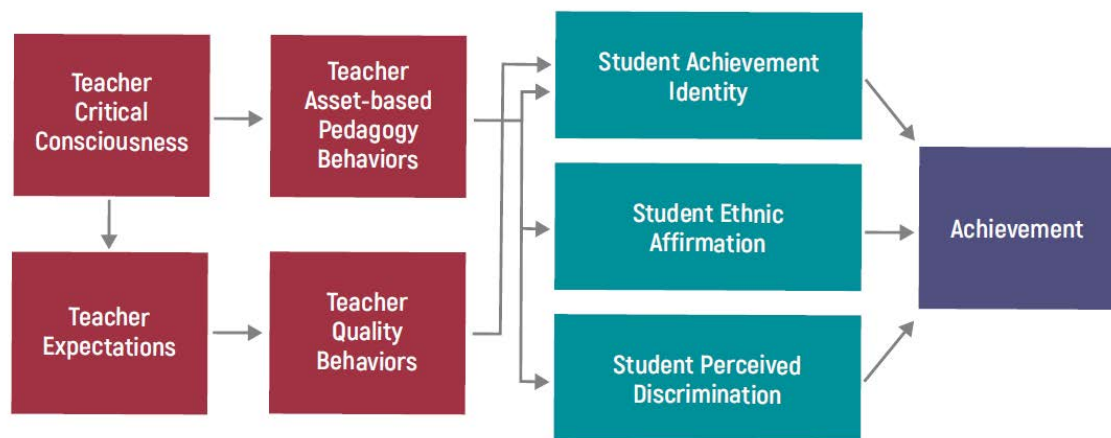 Teacher
Critical
Consciousness
Teacher
Asset-based
Pedagogy
Behaviors
Student Achievement
Identity
Student Ethnic
Affirmation
Achievement
Teacher
Expectations
Teacher
Quality
Behaviors
Student Perceived
Discrimination